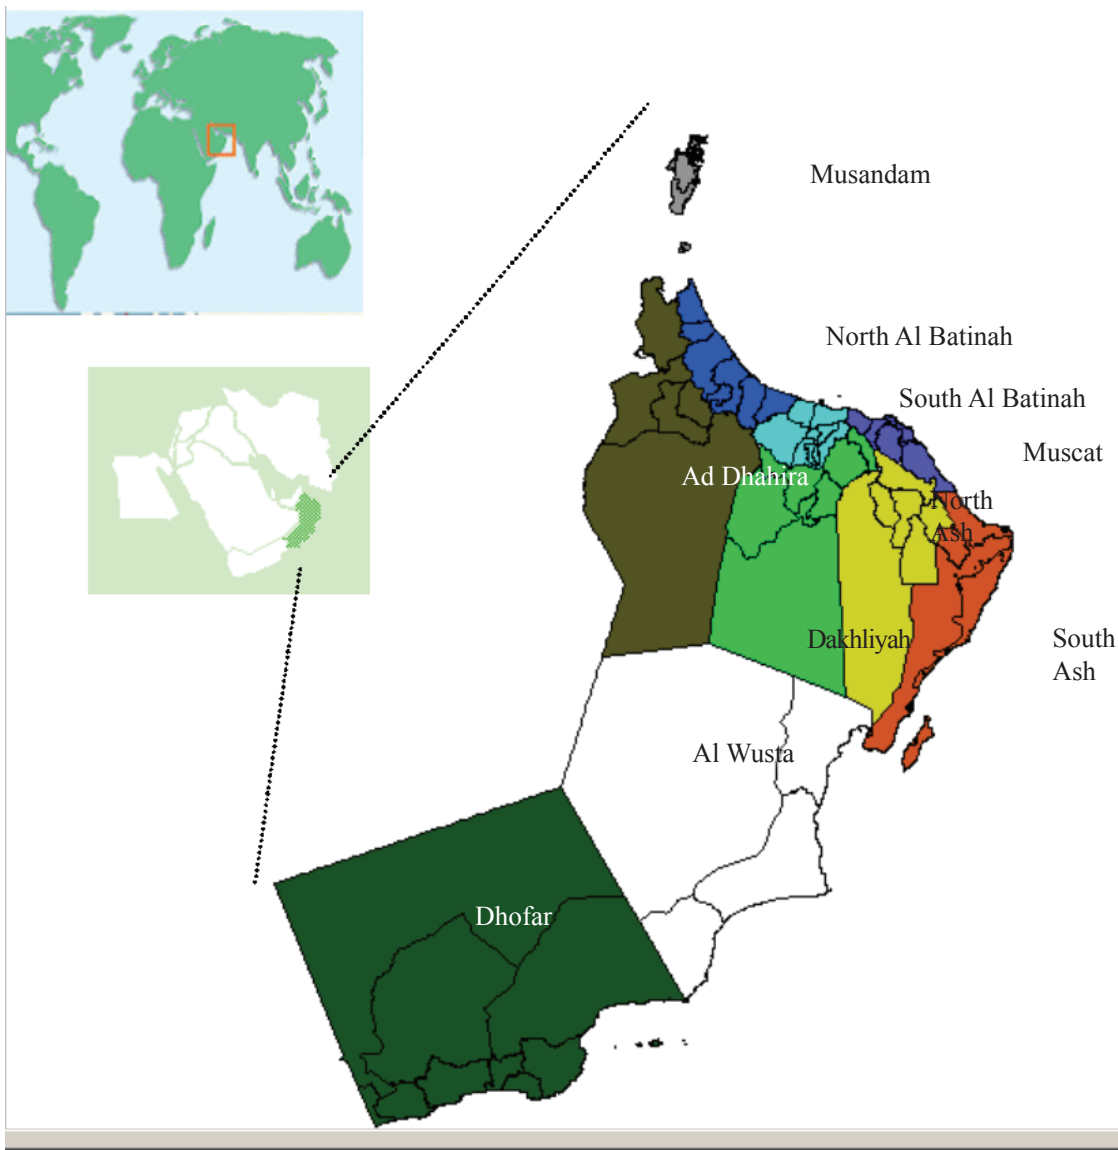 Musandam
North Al Batinah
South Al Batinah
Muscat
Ad Dhahira
North
Ash
Dakhliyah
South
Ash
Al Wusta
Dhofar